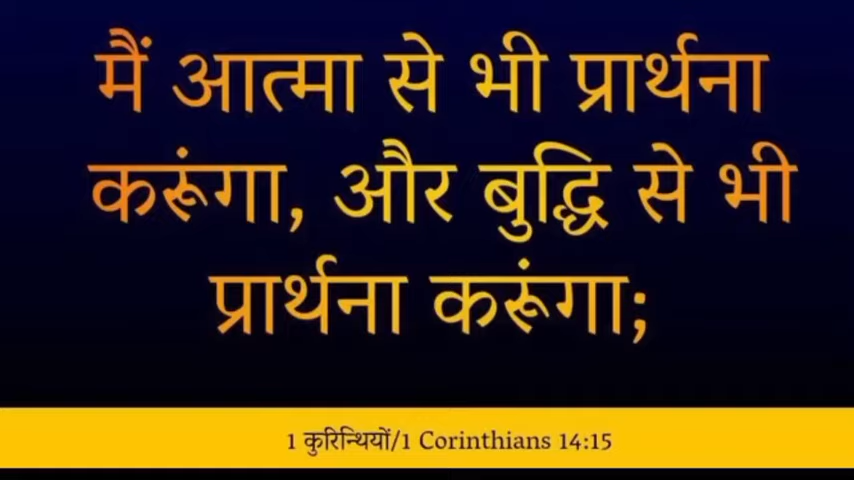 मैं आत्मा से भी प्रार्थना
करूंगा, और बुद्धि से भी
प्रार्थना करूंगा;
1 कुरिन्थियों/1 Corinthians 14:15